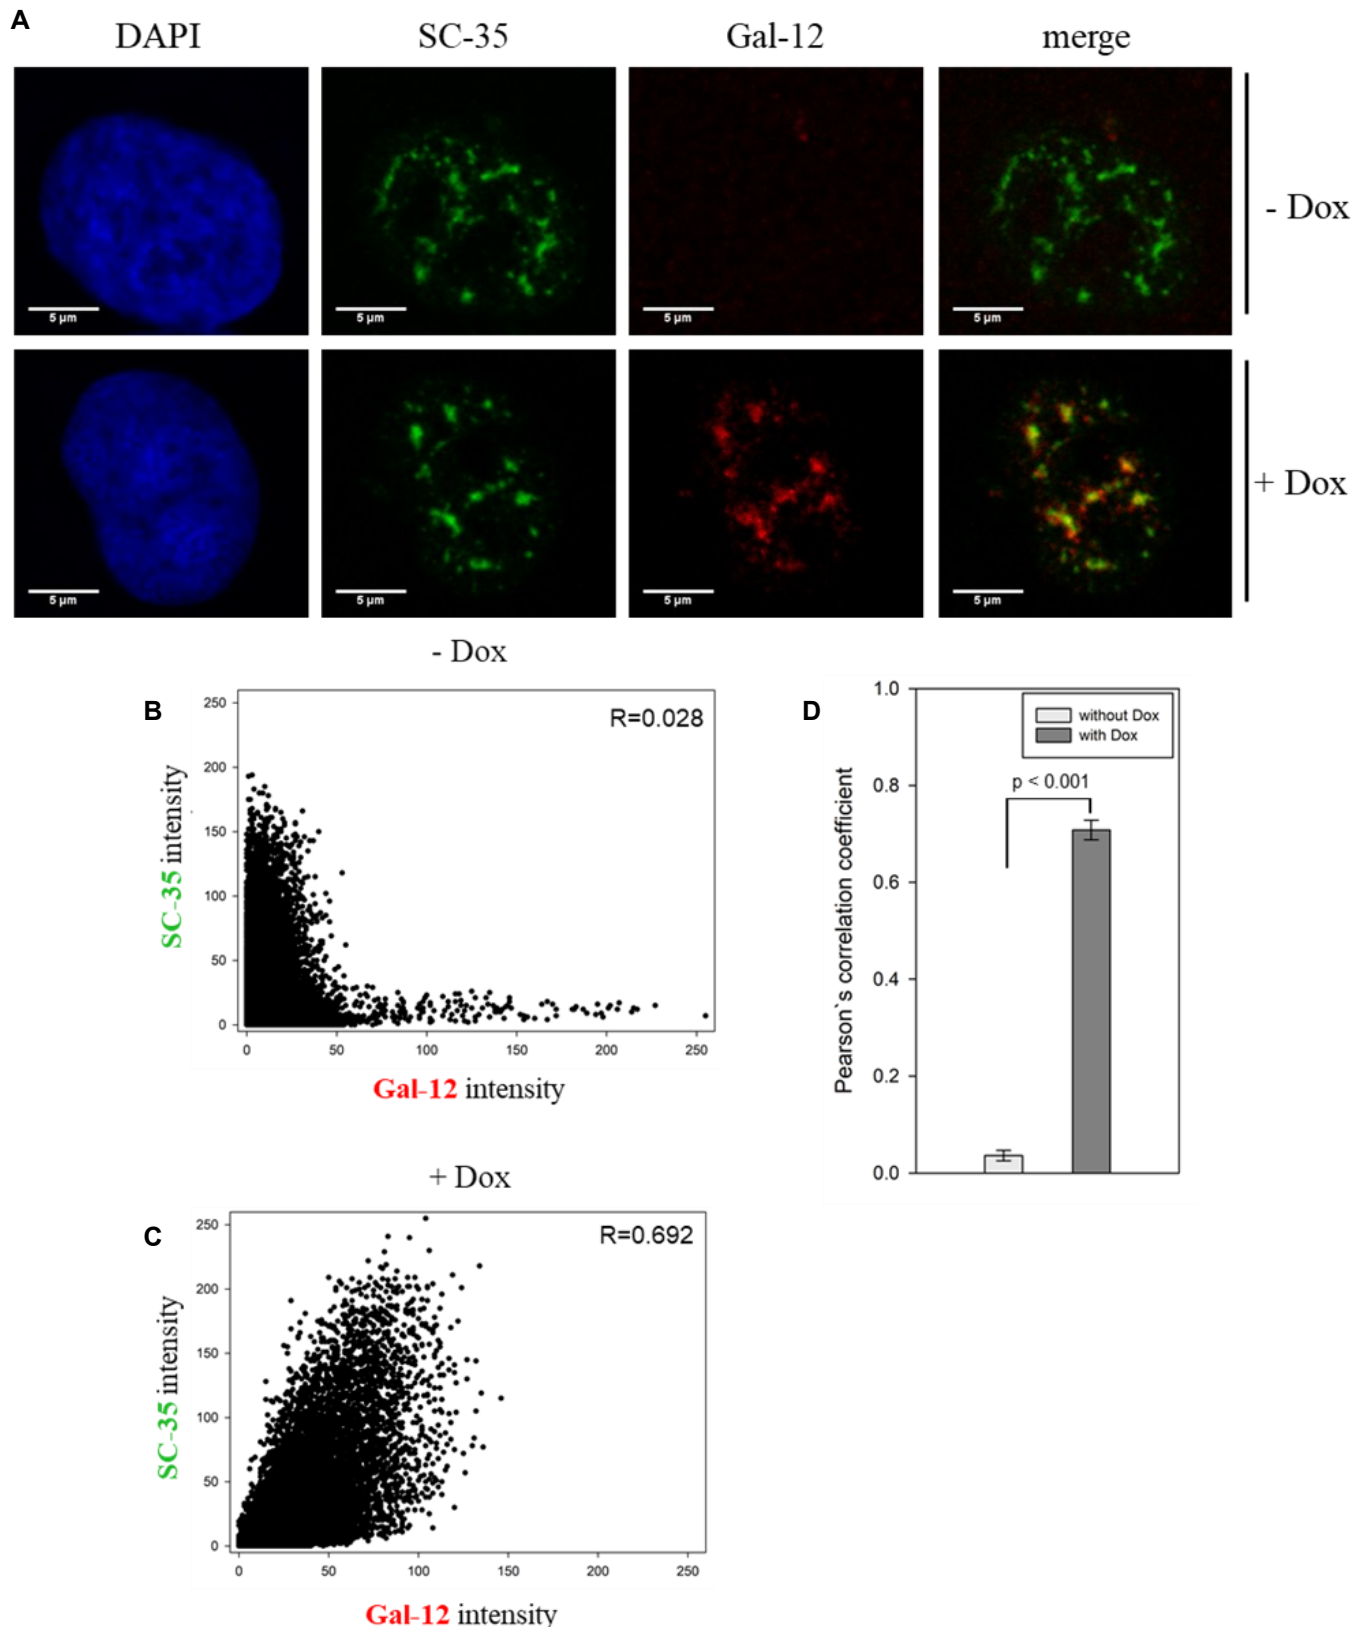 A
DAPI SC-35 Gal-12 merge
5 µm 5 µm 5 µm 5 µm
- Dox
5 µm 5 µm 5 µm 5 µm
+ Dox
- Dox
B
R=0.028
250
200
150
100
50
0
SC-35 intensity
0 50 100 150 200 250
Gal-12 intensity
+ Dox
C
R=0.692
250
200
150
100
50
0
SC-35 intensity
0 50 100 150 200 250
Gal-12 intensity
D
without Dox
with Dox
p < 0.001
1.0
0.8
0.6
0.4
0.2
0.0
Pearson`s correlation coefficient